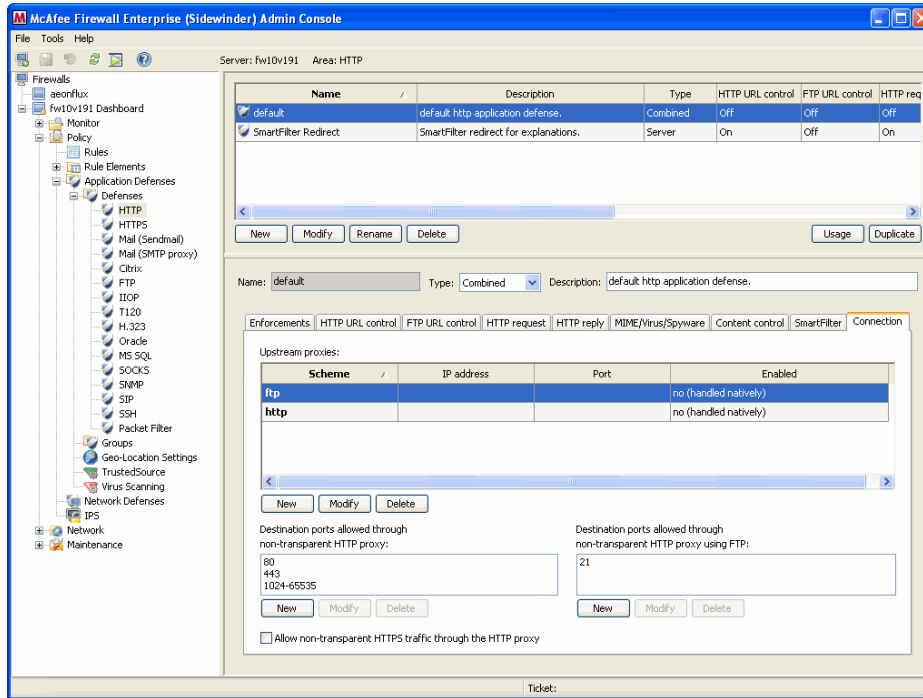 McAfee Firewall Enterprise (Sidewinder) Admin Console
File Tools Help
Server: fw10v191 Area: HTTP
Firewalls
aeonflux
fw10v191 Dashboard
Monitor
Policy
Rules
Rule Elements
Application Defenses
Defenses
HTTP
HTTPS
Mail (Sendmail)
Mail (SMTP proxy)
Citrix
FTP
IIOP
T120
H.323
Oracle
MS SQL
SOCKS
SNMP
SIP
SSH
Packet Filter
Groups
Geo-Location Settings
TrustedSource
Virus Scanning
Network Defenses
IPS
Network
Maintenance
Name Description Type HTTP URL control FTP URL control HTTP req
default default http application defense. Combined Off Off Off
SmartFilter Redirect SmartFilter redirect for explanations. Server On Off On
New Modify Rename Delete Usage Duplicate
Name: default Type: Combined Description: default http application defense.
Enforcements HTTP URL control FTP URL control HTTP request HTTP reply MIME/Virus/Spyware Content control SmartFilter Connection
Upstream proxies:
Scheme IP address Port Enabled
ftp no (handled natively)
http no (handled natively)
New Modify Delete
Destination ports allowed through
non-transparent HTTP proxy:
80
443
1024-65535
New Modify Delete
Destination ports allowed through
non-transparent HTTP proxy using FTP:
21
New Modify Delete
Allow non-transparent HTTPS traffic through the HTTP proxy
Ticket: